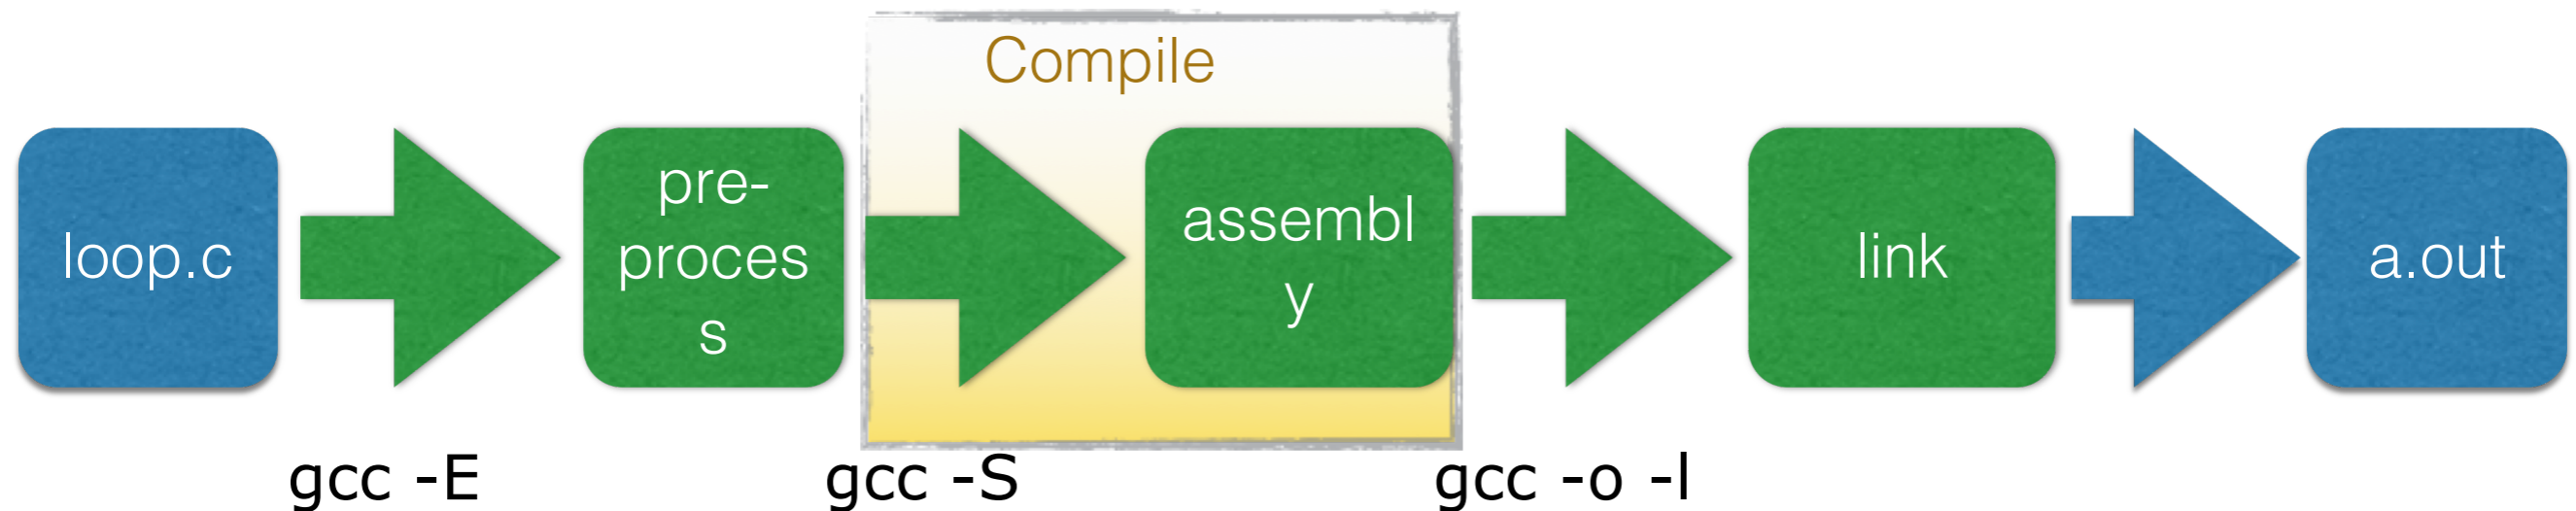 Compile
loop.c
pre-
proces
s
assembl
y
link
a.out
gcc -E
gcc -S
gcc -o -l